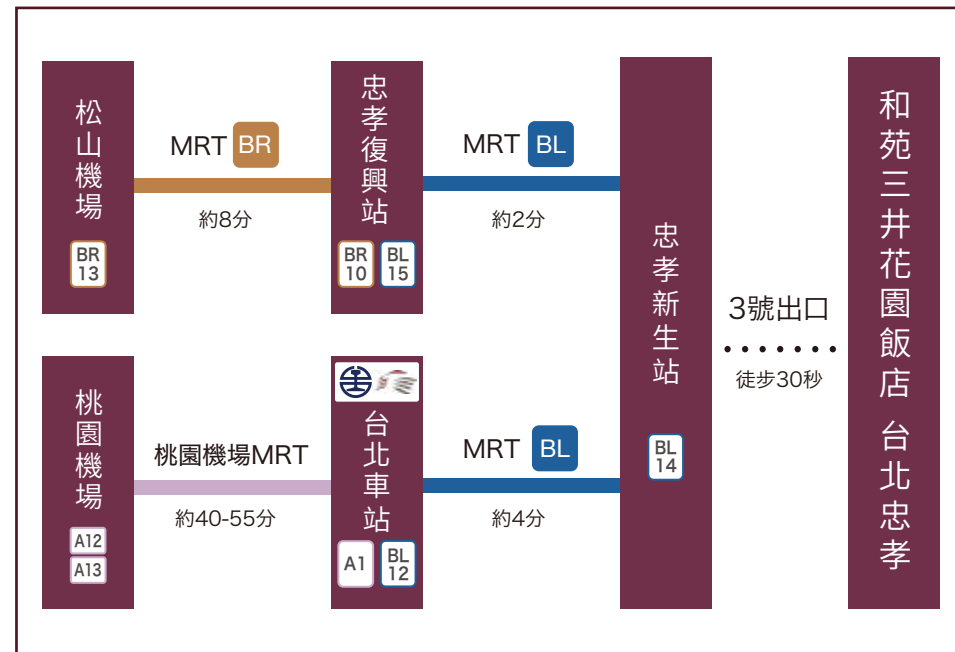 松山機場
BR
13
MRT BR
約8分
忠孝復興站
BR
10
BL
15
MRT BL
約2分
桃園機場
A12
A13
桃園機場MRT
約40-55分
台北車站
A1
BL
12
MRT BL
約4分
忠孝新生站
BL
14
3號出口
徒步30秒
和苑三井花園飯店 台北忠孝